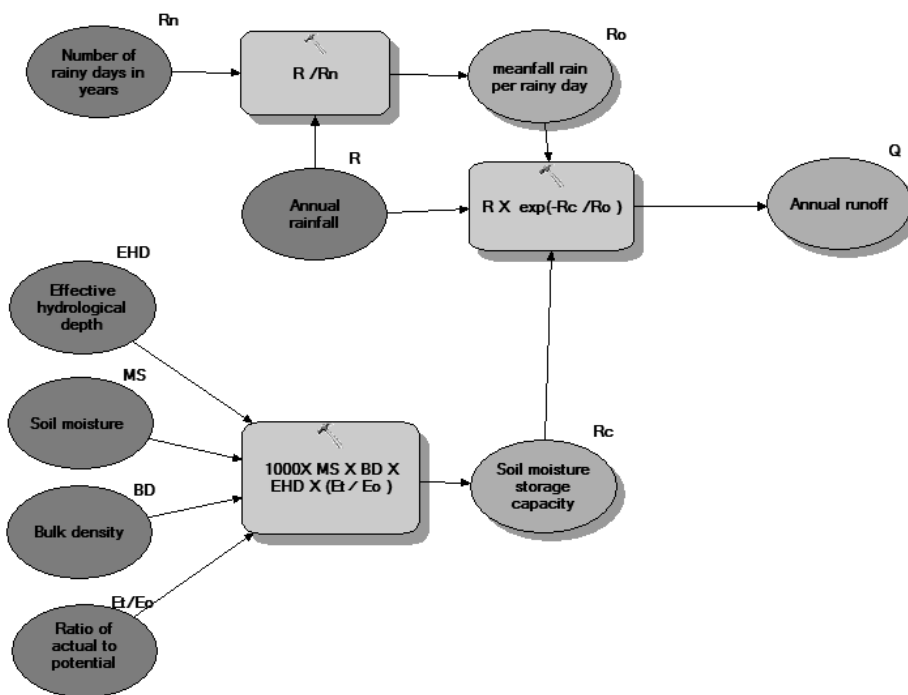 Rn
Number of
rainy days in
years
R /Rn
Ro
meanfall rain
per rainy day
R
Annual
rainfall
R X exp(-Rc /Ro )
Q
Annual runoff
EHD
Effective
hydrological
depth
MS
Soil moisture
BD
Bulk density
Et/Eo
Ratio of
actual to
potential
1000X MS X BD X
EHD X (Et / Eo )
Rc
Soil moisture
storage
capacity